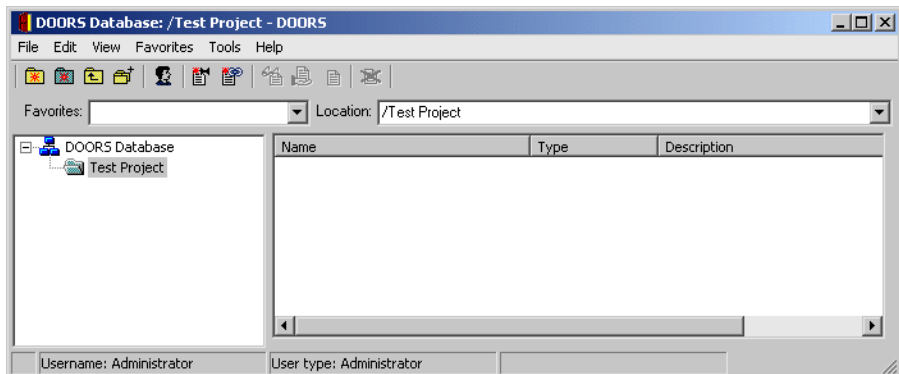 DOORS Database: /Test Project - DOORS
File Edit View Favorites Tools Help
Favorites: Location: /Test Project
DOORS Database Name Type Description
Test Project
Username: Administrator User type: Administrator